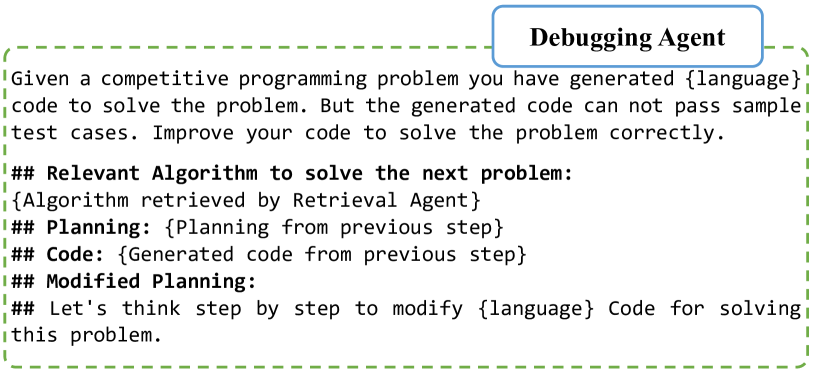 Debugging Agent
Given a competitive programming problem you have generated {language}
code to solve the problem. But the generated code can not pass sample
test cases. Improve your code to solve the problem correctly.
## Relevant Algorithm to solve the next problem:
{Algorithm retrieved by Retrieval Agent}
## Planning: {Planning from previous step}
## Code: {Generated code from previous step}
## Modified Planning:
## Let's think step by step to modify {language} Code for solving
this problem.